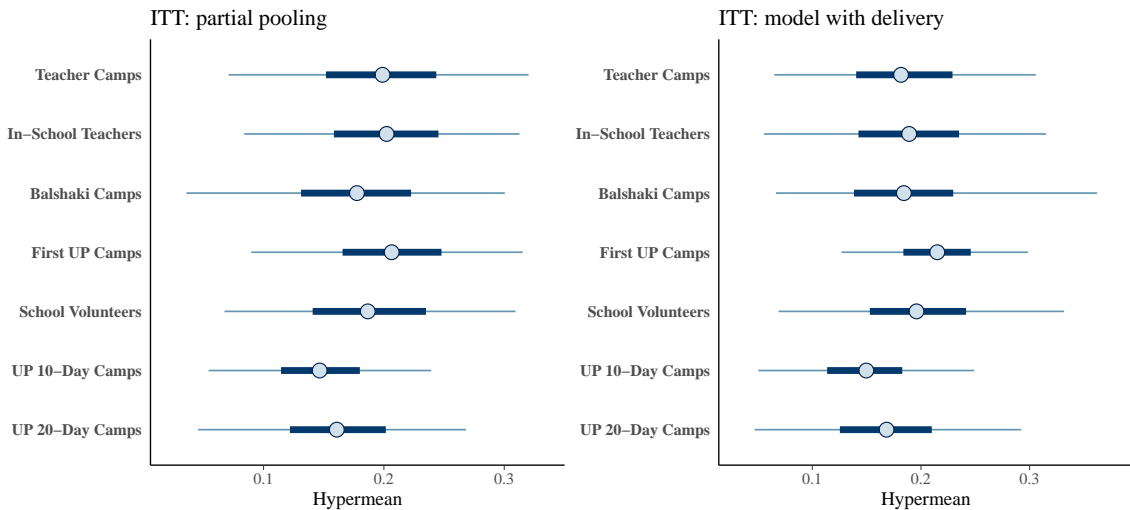 ITT: partial pooling
Teacher Camps
In−School Teachers
Balshaki Camps
First UP Camps
School Volunteers
UP 10−Day Camps
UP 20−Day Camps
0.1 0.2 0.3
Hypermean
ITT: model with delivery
Teacher Camps
In−School Teachers
Balshaki Camps
First UP Camps
School Volunteers
UP 10−Day Camps
UP 20−Day Camps
0.1 0.2 0.3
Hypermean